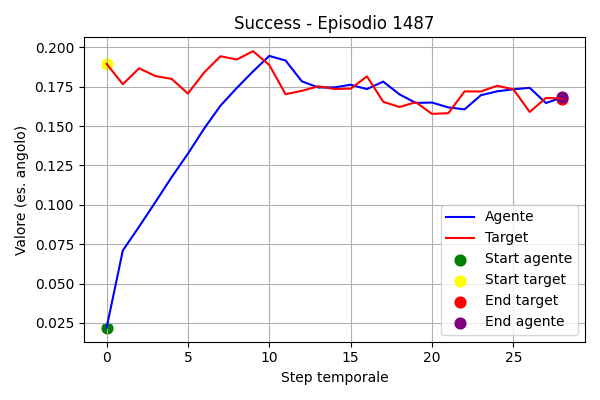 Success - Episodio 1487
Valore (es. angolo)
0.200
0.175
0.150
0.125
0.100
0.075
0.050
0.025
0 5 10 15 20 25
Step temporale
Agente
Target
Start agente
Start target
End target
End agente